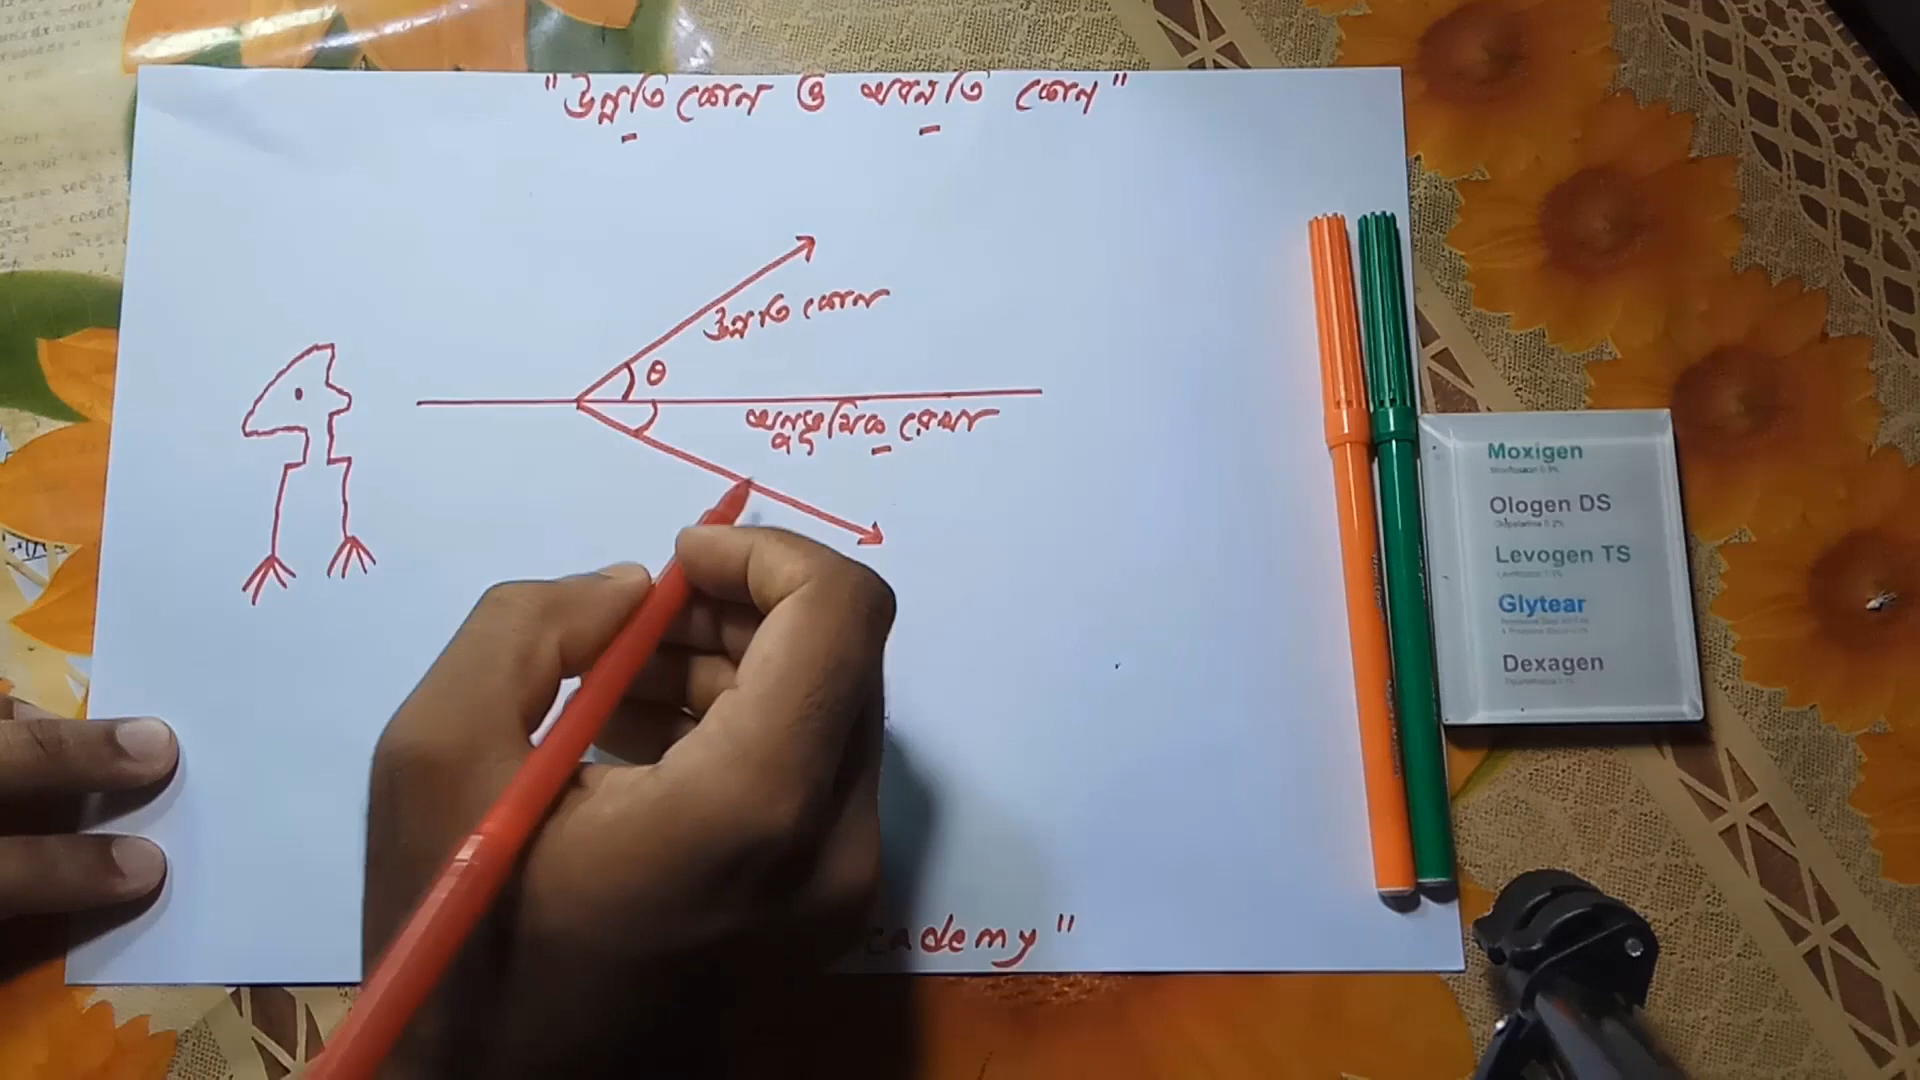 "উন্নতি কোন ও অবনতি কোন"
উন্নতি কোন
θ
অনুভূমিক রেখা
Moxigen
Ologen DS
Levogen TS
Glytear
Dexagen
cademy"